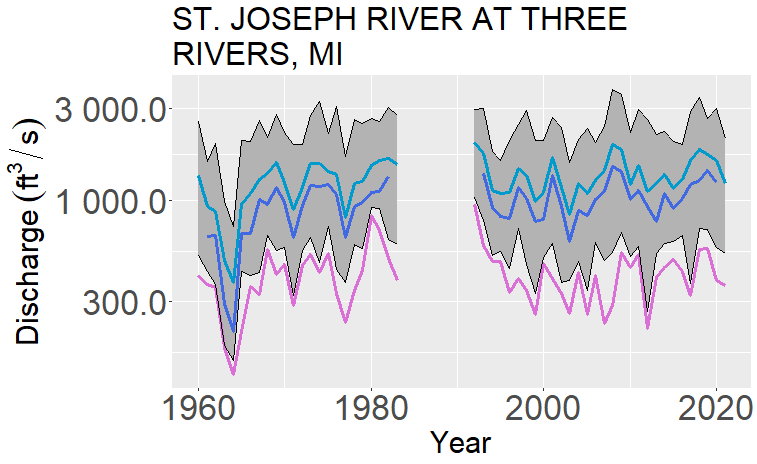 ST. JOSEPH RIVER AT THREE
RIVERS, MI
Discharge (ft³/s)
3 000.0
1 000.0
300.0
1960 1980 2000 2020
Year